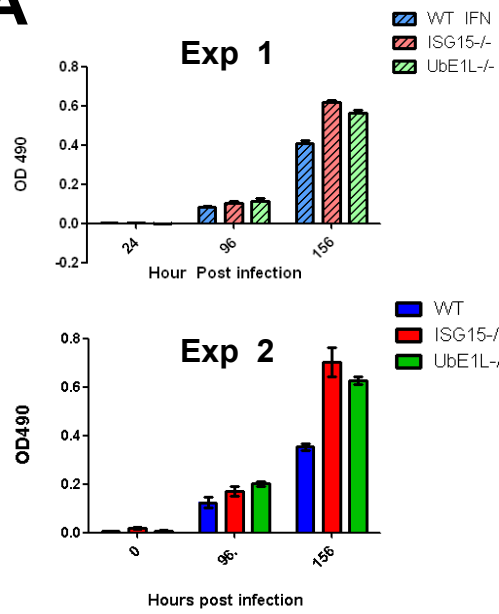 A
Exp 1
WT IFN
ISG15-/-
UbE1L-/-
OD 490
0.8
0.6
0.4
0.2
0.0
-0.2
24
96
156
Hour Post infection
Exp 2
WT
ISG15-/
UbE1L-/
OD490
0.8
0.6
0.4
0.2
0.0
0
96.
156
Hours post infection